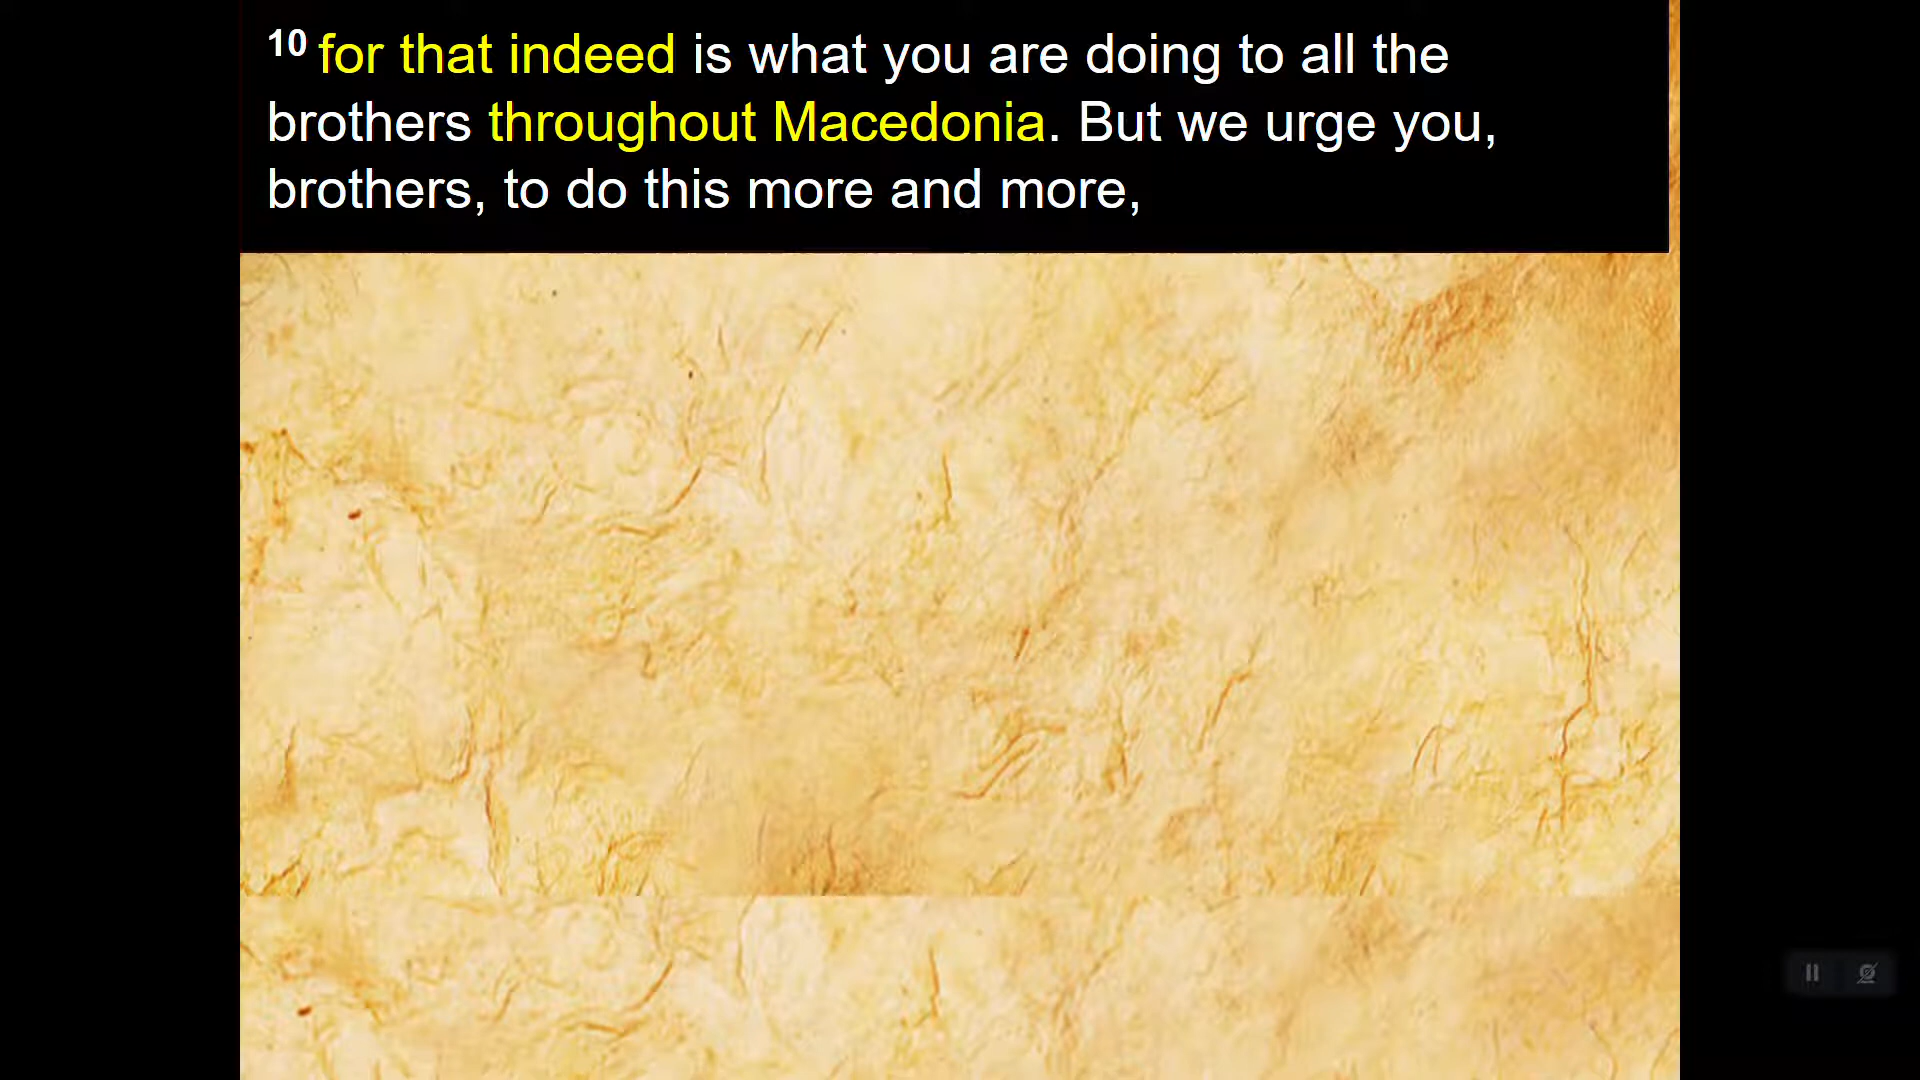 10 for that indeed is what you are doing to all the
brothers throughout Macedonia. But we urge you,
brothers, to do this more and more,